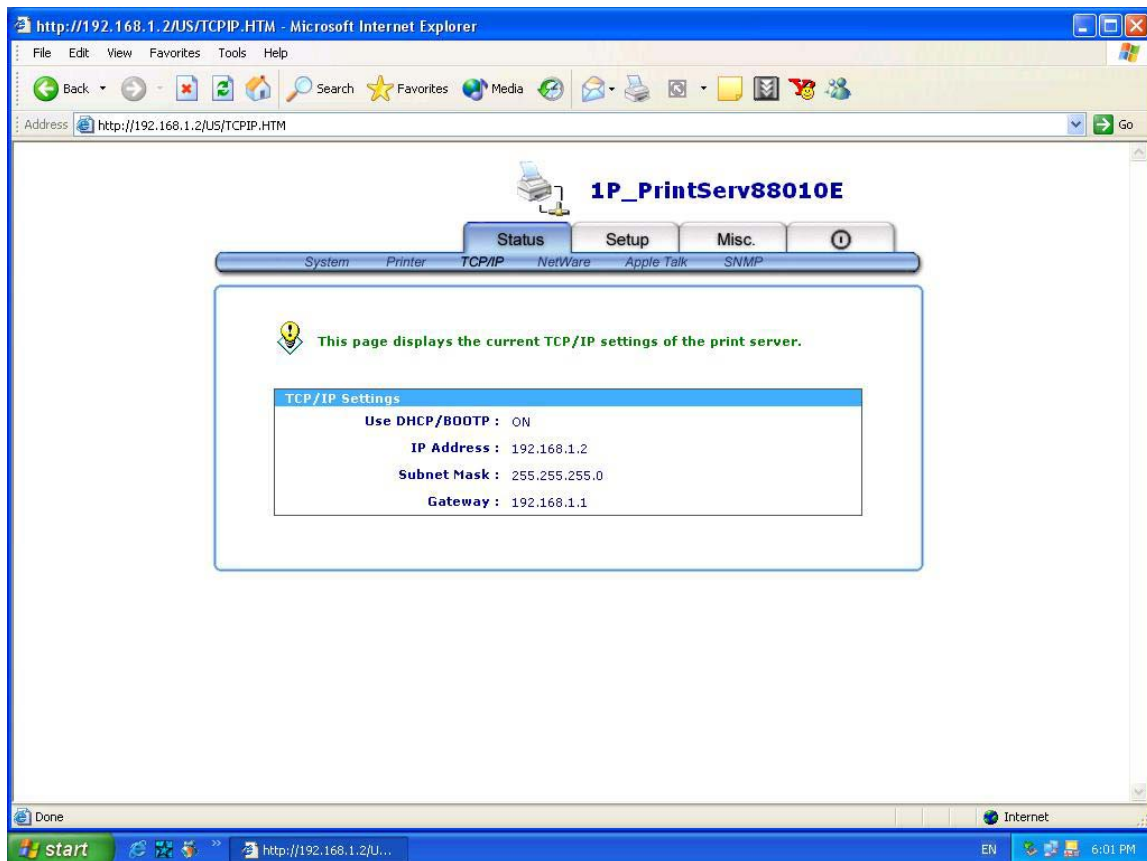 http://192.168.1.2/US/TCPIP.HTM - Microsoft Internet Explorer
File Edit View Favorites Tools Help
Back Search Favorites Media
Address http://192.168.1.2/US/TCPIP.HTM Go
1P_PrintServ88010E
Status Setup Misc.
System Printer TCP/IP NetWare Apple Talk SNMP
This page displays the current TCP/IP settings of the print server.
TCP/IP Settings
Use DHCP/BOOTP : ON
IP Address : 192.168.1.2
Subnet Mask : 255.255.255.0
Gateway : 192.168.1.1
Done Internet
start http://192.168.1.2/U... EN 6:01 PM